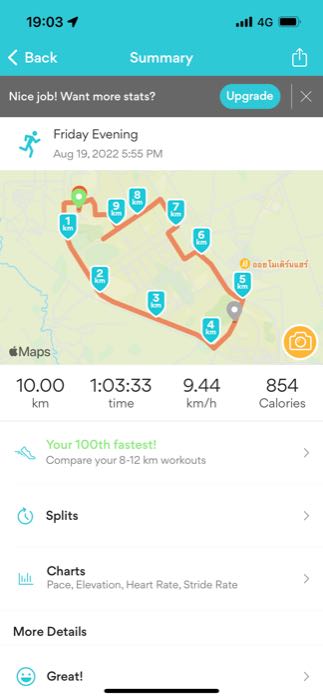 19:03
4G
Back
Summary
Nice job! Want more stats?
Upgrade
Friday Evening
Aug 19, 2022 5:55 PM
8
km
9
km
7
km
1
km
6
km
ออยโมเดิร์นแฮร์
2
km
5
km
3
km
4
km
Maps
10.00
1:03:33
9.44
854
km
time
km/h
Calories
Your 100th fastest!
Compare your 8-12 km workouts
Splits
Charts
Pace, Elevation, Heart Rate, Stride Rate
More Details
Great!